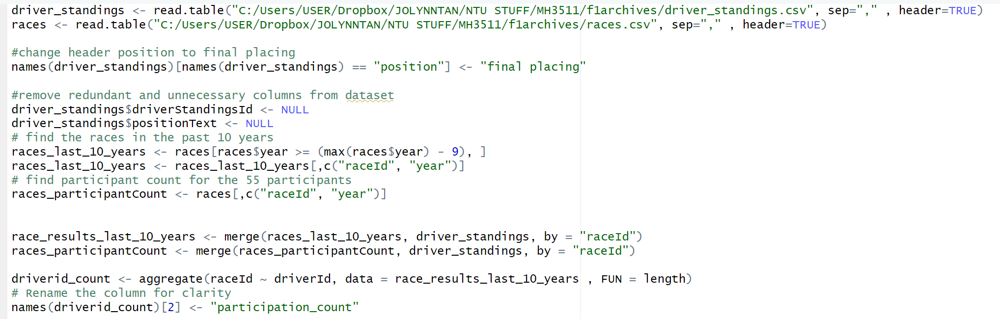 driver_standings <- read.table("C:/Users/USER/Dropbox/JOLYNNTAN/NTU STUFF/MH3511/f1archives/driver_standings.csv", sep="," , header=TRUE)
races <- read.table("C:/Users/USER/Dropbox/JOLYNNTAN/NTU STUFF/MH3511/f1archives/races.csv", sep="," , header=TRUE)
#change header position to final placing
names(driver_standings)[names(driver_standings) == "position"] <- "final placing"
#remove redundant and unnecessary columns from dataset
driver_standings$driverStandingsId <- NULL
driver_standings$positionText <- NULL
# find the races in the past 10 years
races_last_10_years <- races[races$year >= (max(races$year) - 9), ]
races_last_10_years <- races_last_10_years[,c("raceId", "year")]
# find participant count for the 55 participants
races_participantCount <- races[,c("raceId", "year")]
race_results_last_10_years <- merge(races_last_10_years, driver_standings, by = "raceId")
races_participantCount <- merge(races_participantCount, driver_standings, by = "raceId")
driverid_count <- aggregate(raceId ~ driverId, data = race_results_last_10_years , FUN = length)
# Rename the column for clarity
names(driverid_count)[2] <- "participation_count"